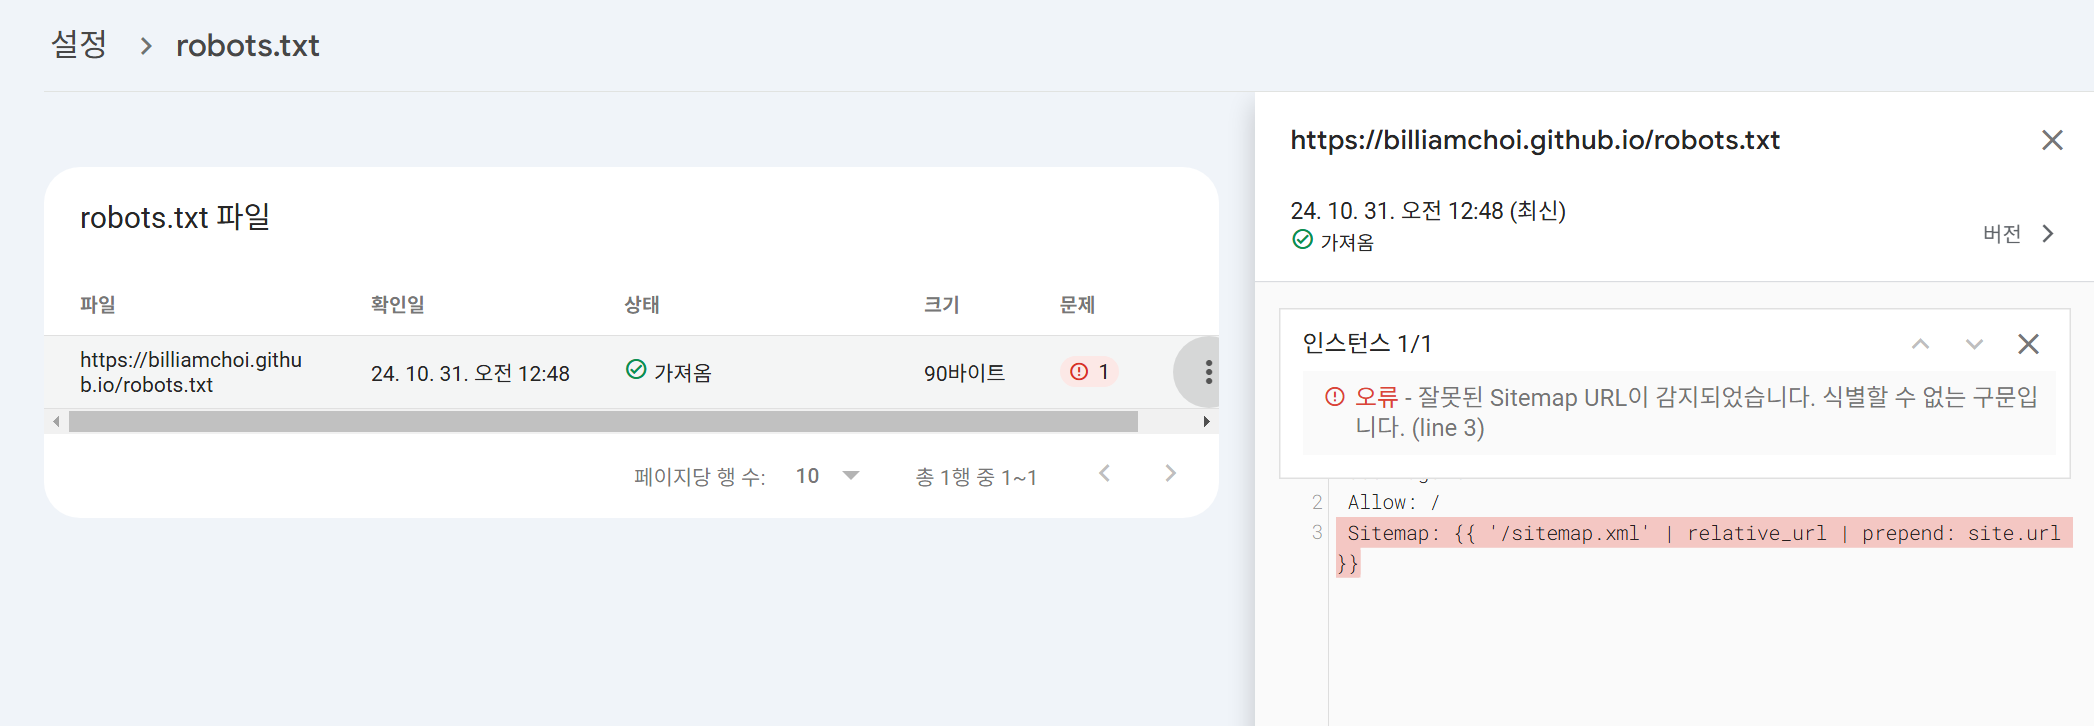 설정 > robots.txt
robots.txt 파일
파일 확인일 상태 크기 문제
https://billiamchoi.githu
b.io/robots.txt
24. 10. 31. 오전 12:48 가져옴 90바이트 1
페이지당 행 수: 10 총 1행 중 1~1
https://billiamchoi.github.io/robots.txt
24. 10. 31. 오전 12:48 (최신)
가져옴
버전
인스턴스 1/1
오류 - 잘못된 Sitemap URL이 감지되었습니다. 식별할 수 없는 구문입
니다. (line 3)
2 Allow: /
3 Sitemap: {{ '/sitemap.xml' | relative_url | prepend: site.url
}}